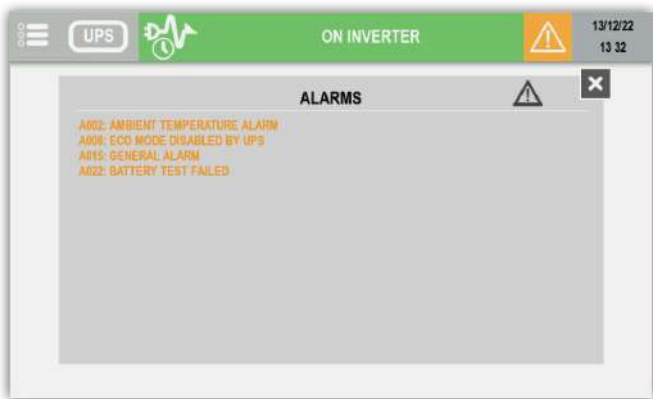 UPS
ON INVERTER
13/12/22
13 32
ALARMS
A002: AMBIENT TEMPERATURE ALARM
A008: ECO MODE DISABLED BY UPS
A015: GENERAL ALARM
A022: BATTERY TEST FAILED